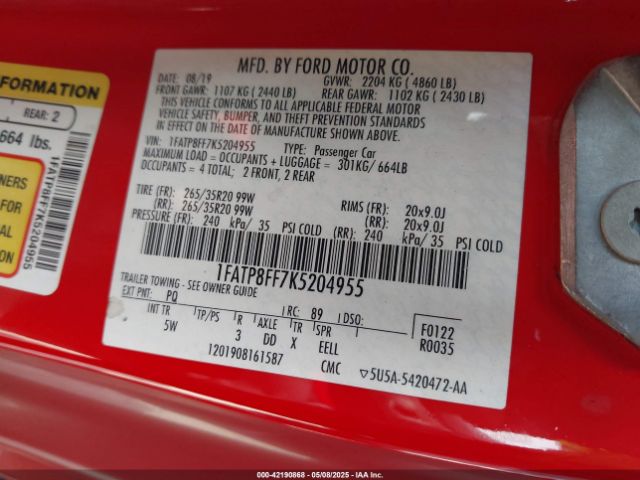 FORMATION
REAR: 2
664 lbs.
NERS
FOR
AL
ION
1FATP8FF7K5204955
MFD. BY FORD MOTOR CO.
DATE: 08/19 GVWR: 2204 KG ( 4860 LB)
FRONT GAWR: 1107 KG ( 2440 LB) REAR GAWR: 1102 KG ( 2430 LB)
THIS VEHICLE CONFORMS TO ALL APPLICABLE FEDERAL MOTOR
VEHICLE SAFETY, BUMPER, AND THEFT PREVENTION STANDARDS
IN EFFECT ON THE DATE OF MANUFACTURE SHOWN ABOVE.
VIN: 1FATP8FF7K5204955 TYPE: Passenger Car
MAXIMUM LOAD = OCCUPANTS + LUGGAGE = 301KG/ 664LB
OCCUPANTS = 4 TOTAL; 2 FRONT, 2 REAR
TIRE (FR): 265/35R20 99W RIMS (FR): 20x9.0J
(RR): 265/35R20 99W (RR): 20x9.0J
PRESSURE (FR): 240 kPa/ 35 PSI COLD (RR): 240 kPa/ 35 PSI COLD
1FATP8FF7K5204955
TRAILER TOWING - SEE OWNER GUIDE
EXT PNT: PQ RC: 89 DSO: F0122
INT TR TP/PS R AXLE TR SPR R0035
5W 3 DD X EELL
1201908161587 CMC ▽5U5A-5420472-AA
000-42190868 05/08/2025 IAAI.COM